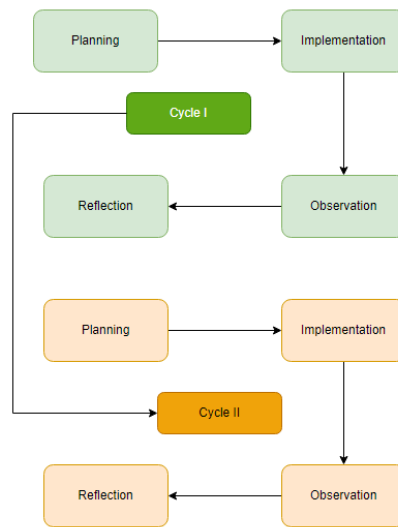 Planning
Implementation
Cycle I
Reflection
Observation
Planning
Implementation
Cycle II
Reflection
Observation